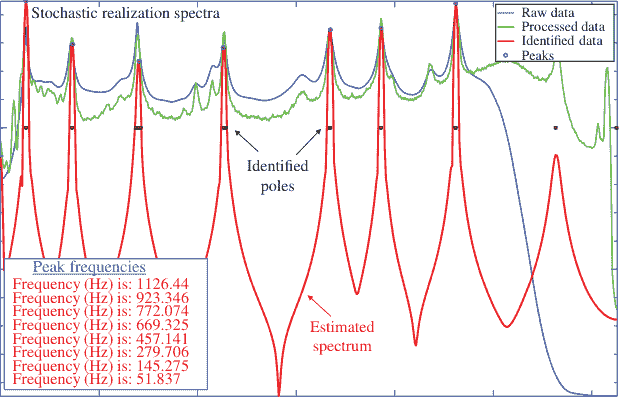 Stochastic realization spectra
Raw data
Processed data
Identified data
Peaks
Identified
poles
Estimated
spectrum
Peak frequencies
Frequency (Hz) is: 1126.44
Frequency (Hz) is: 923.346
Frequency (Hz) is: 772.074
Frequency (Hz) is: 669.325
Frequency (Hz) is: 457.141
Frequency (Hz) is: 279.706
Frequency (Hz) is: 145.275
Frequency (Hz) is: 51.837